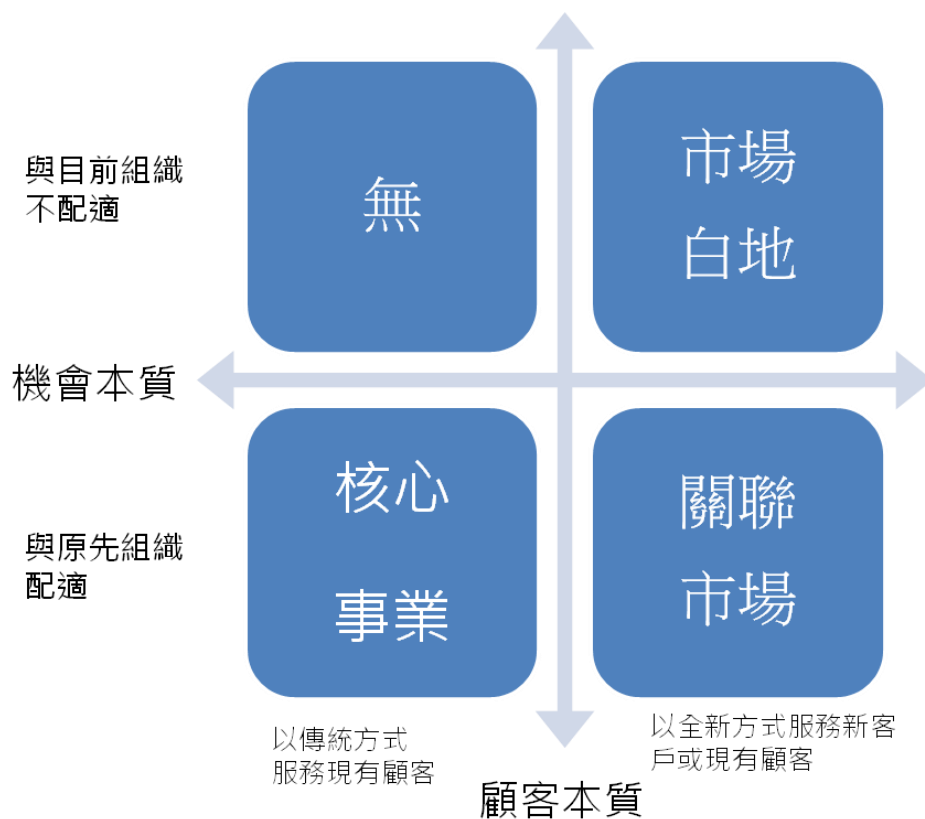 與目前組織
不配適
無
市場
白地
機會本質
與原先組織
配適
核心
事業
關聯
市場
以傳統方式
服務現有顧客
以全新方式服務新客
戶或現有顧客
顧客本質